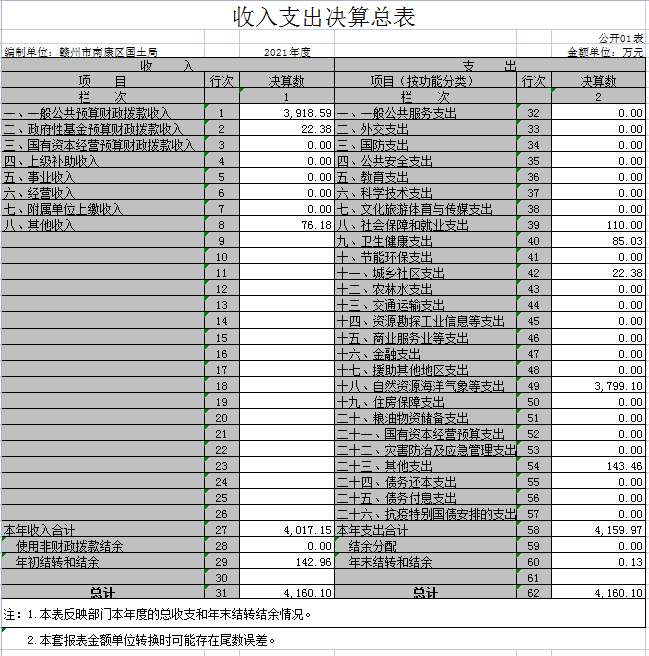 收入支出决算总表
公开01表
编制单位：赣州市南康区国土局 2021年度 金额单位：万元
收 入 支 出
项 目 行次 决算数 项目（按功能分类） 行次 决算数
栏 次 1 栏 次 2
一、一般公共预算财政拨款收入 1 3,918.59 一、一般公共服务支出 32 0.00
二、政府性基金预算财政拨款收入 2 22.38 二、外交支出 33 0.00
三、国有资本经营预算财政拨款收入 3 0.00 三、国防支出 34 0.00
四、上级补助收入 4 0.00 四、公共安全支出 35 0.00
五、事业收入 5 0.00 五、教育支出 36 0.00
六、经营收入 6 0.00 六、科学技术支出 37 0.00
七、附属单位上缴收入 7 0.00 七、文化旅游体育与传媒支出 38 0.00
八、其他收入 8 76.18 八、社会保障和就业支出 39 110.00
9 九、卫生健康支出 40 85.03
10 十、节能环保支出 41 0.00
11 十一、城乡社区支出 42 22.38
12 十二、农林水支出 43 0.00
13 十三、交通运输支出 44 0.00
14 十四、资源勘探工业信息等支出 45 0.00
15 十五、商业服务业等支出 46 0.00
16 十六、金融支出 47 0.00
17 十七、援助其他地区支出 48 0.00
18 十八、自然资源海洋气象等支出 49 3,799.10
19 十九、住房保障支出 50 0.00
20 二十、粮油物资储备支出 51 0.00
21 二十一、国有资本经营预算支出 52 0.00
22 二十二、灾害防治及应急管理支出 53 0.00
23 二十三、其他支出 54 143.46
24 二十四、债务还本支出 55 0.00
25 二十五、债务付息支出 56 0.00
26 二十六、抗疫特别国债安排的支出 57 0.00
本年收入合计 27 4,017.15 本年支出合计 58 4,159.97
使用非财政拨款结余 28 0.00 结余分配 59 0.00
年初结转和结余 29 142.96 年末结转和结余 60 0.13
30 61
总计 31 4,160.10 总计 62 4,160.10
注：1.本表反映部门本年度的总收支和年末结转结余情况。
2.本套报表金额单位转换时可能存在尾数误差。